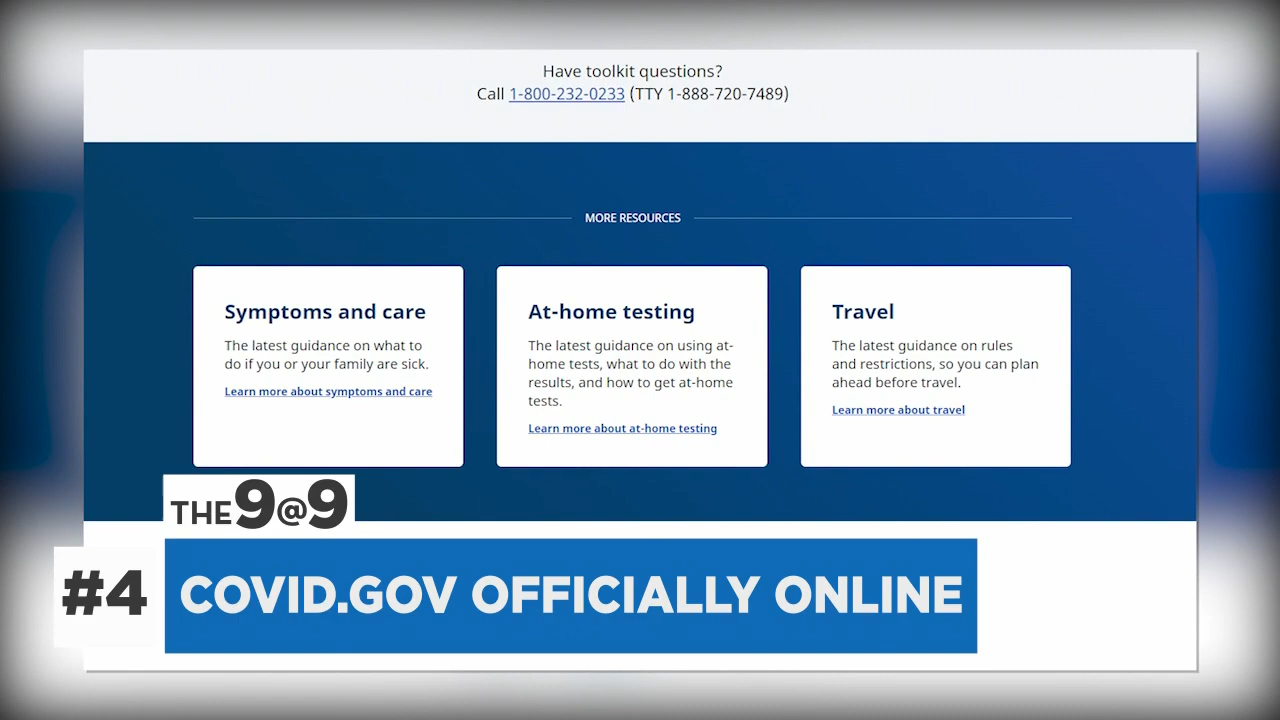 Have toolkit questions?
Call 1-800-232-0233 (TTY 1-888-720-7489)
MORE RESOURCES
Symptoms and care
The latest guidance on what to
do if you or your family are sick.
Learn more about symptoms and care
At-home testing
The latest guidance on using at-
home tests, what to do with the
results, and how to get at-home
tests.
Learn more about at-home testing
Travel
The latest guidance on rules
and restrictions, so you can plan
ahead before travel.
Learn more about travel
THE 9@9
#4 COVID.GOV OFFICIALLY ONLINE